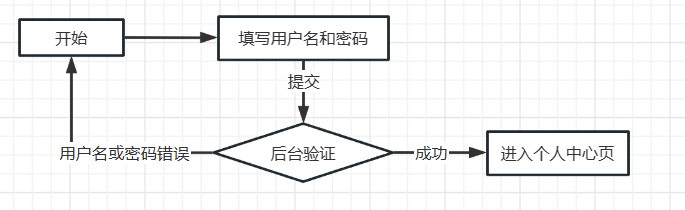 开始
填写用户名和密码
提交
用户名或密码错误
后台验证
成功
进入个人中心页